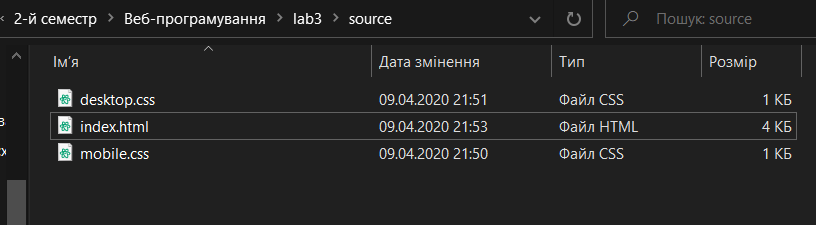 2-й семестр > Веб-програмування > lab3 > source Пошук: source
Ім'я Дата змінення Тип Розмір
desktop.css 09.04.2020 21:51 Файл CSS 1 КБ
index.html 09.04.2020 21:53 Файл HTML 4 КБ
mobile.css 09.04.2020 21:50 Файл CSS 1 КБ